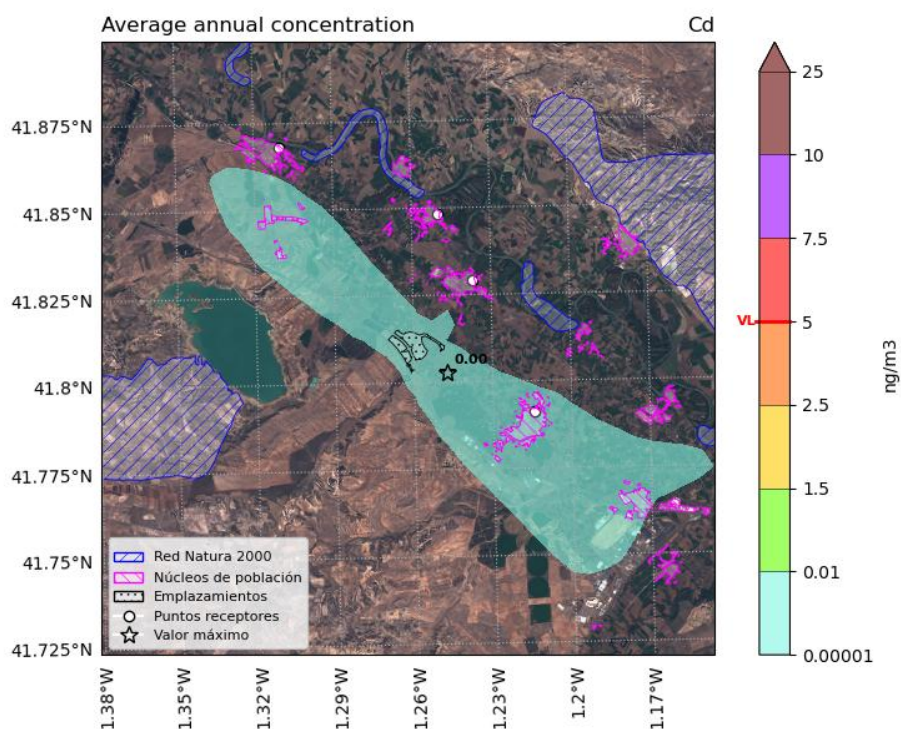 Average annual concentration
Cd
41.875°N
41.85°N
41.825°N
41.8°N
41.775°N
41.75°N
41.725°N
1.38°W
1.35°W
1.32°W
1.29°W
1.26°W
1.23°W
1.2°W
1.17°W
0.00
Red Natura 2000
Núcleos de población
Emplazamientos
Puntos receptores
Valor máximo
25
10
7.5
VL
5
2.5
1.5
0.01
0.00001
ng/m3